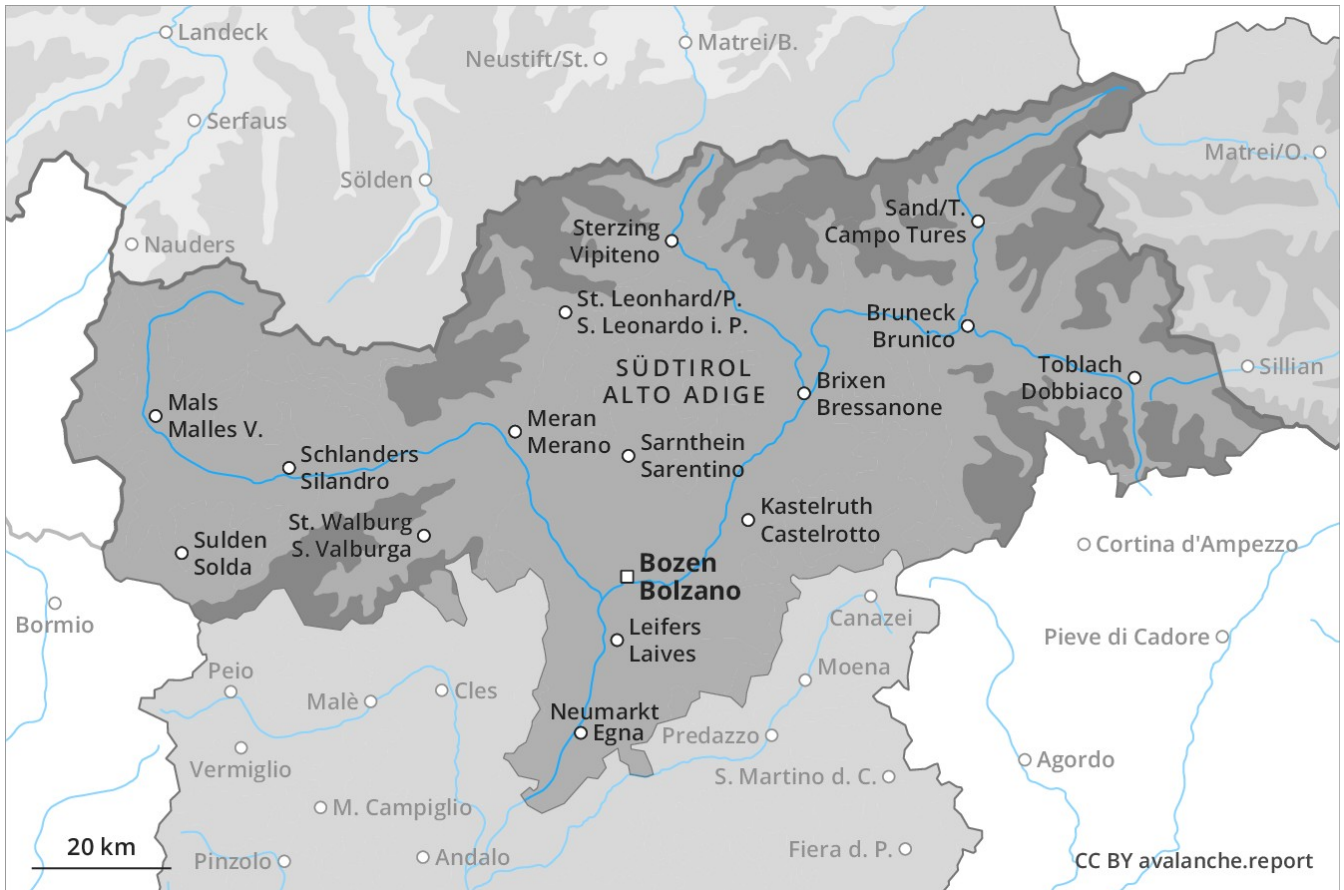 Landeck
Matrei/B.
Neustift/St.
Serfaus
Matrei/O.
Sölden
Sand/T.
Campo Tures
Sterzing
Vipiteno
Nauders
St. Leonhard/P.
S. Leonardo i. P.
Bruneck
Brunico
SÜDTIROL
ALTO ADIGE
Toblach
Dobbiaco
Sillian
Brixen
Bressanone
Mals
Malles V.
Meran
Merano
Sarnthein
Sarentino
Schlanders
Silandro
Kastelruth
Castelrotto
St. Walburg
S. Valburga
Sulden
Solda
Cortina d'Ampezzo
Bozen
Bolzano
Bormio
Canazei
Leifers
Laives
Pieve di Cadore
Peio
Moena
Malè
Cles
Neumarkt
Egna
Predazzo
Vermiglio
Agordo
S. Martino d. C.
M. Campiglio
20 km
Pinzolo
Andalo
Fiera d. P.
CC BY avalanche.report